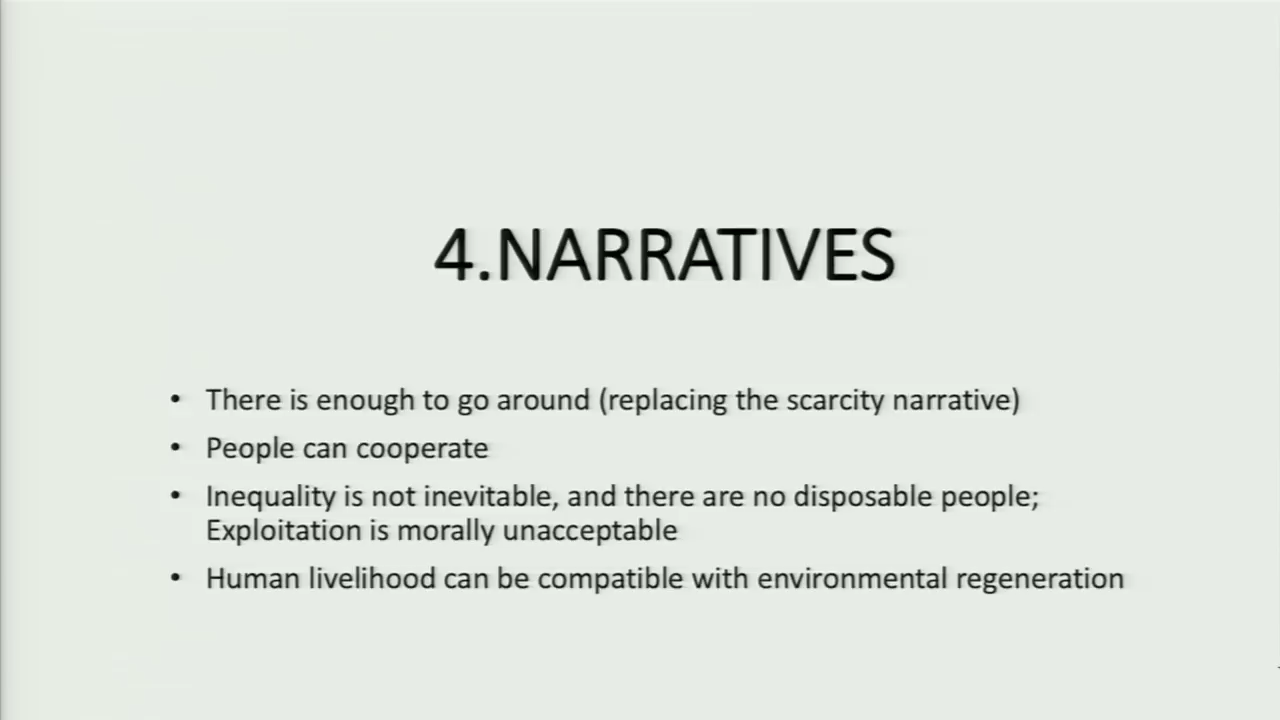 4.NARRATIVES
• There is enough to go around (replacing the scarcity narrative)
• People can cooperate
• Inequality is not inevitable, and there are no disposable people;
Exploitation is morally unacceptable
• Human livelihood can be compatible with environmental regeneration